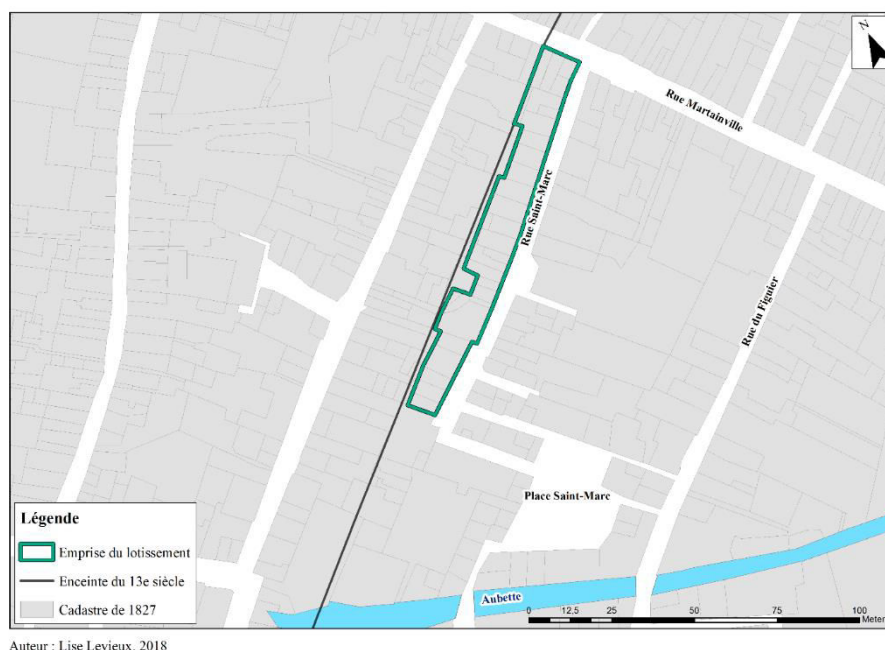 N
Rue Martainville
Rue Saint-Marc
Rue du Figuier
Place Saint-Marc
Aubette
Légende
Emprise du lotissement
Enceinte du 13e siècle
Cadastre de 1827
0 12,5 25 50 75 100
Meter
Auteur : Lise Levieux, 2018